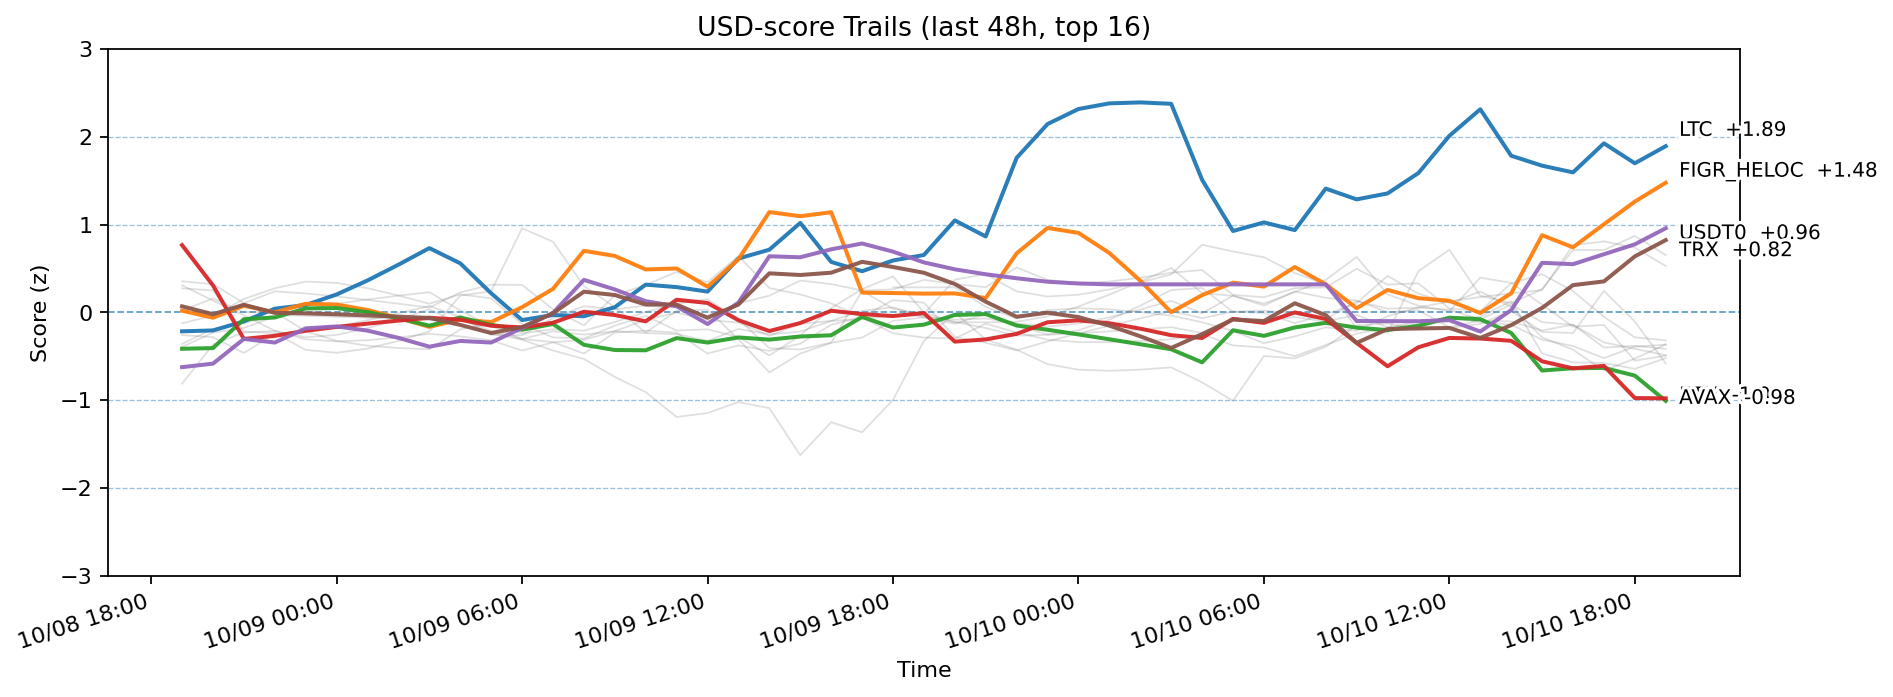 USD-score Trails (last 48h, top 16)
Score (z)
3
2
1
0
−1
−2
−3
LTC +1.89
FIGR_HELOC +1.48
USDT0 +0.96
TRX +0.82
AVAX -0.98
10/08 18:00
10/09 00:00
10/09 06:00
10/09 12:00
10/09 18:00
10/10 00:00
10/10 06:00
10/10 12:00
10/10 18:00
Time